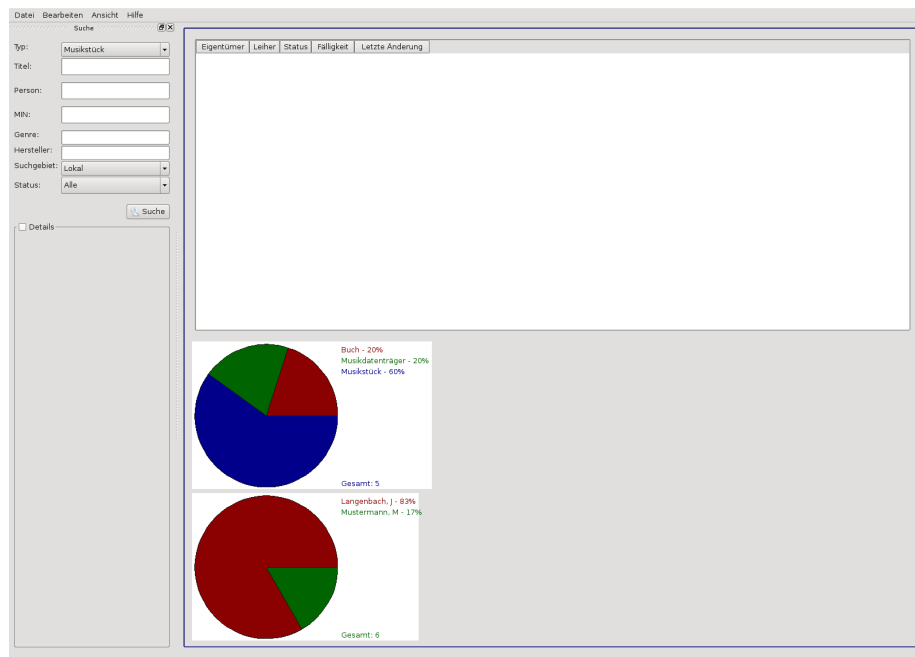 Datei Bearbeiten Ansicht Hilfe
Suche
Typ: Musikstück
Titel:
Person:
MIN:
Genre:
Hersteller:
Suchgebiet: Lokal
Status: Alle
Suche
Details
Eigentümer Leiher Status Fälligkeit Letzte Änderung
Buch - 20%
Musikdatenträger - 20%
Musikstück - 60%
Gesamt: 5
Langenbach, J - 83%
Mustermann, M - 17%
Gesamt: 6